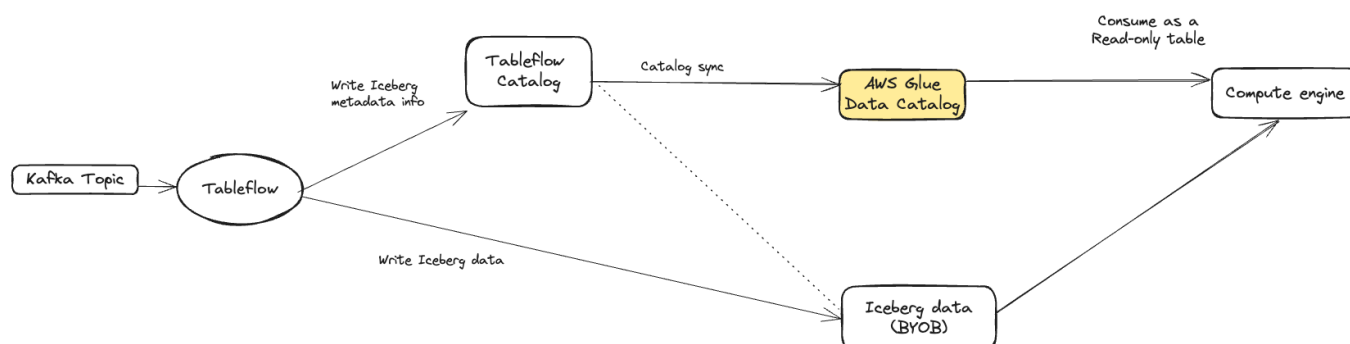 Consume as a
Read-only table
Tableflow
Catalog
Catalog sync
AWS Glue
Data Catalog
Compute engine
Write Iceberg
metadata info
Kafka Topic
Tableflow
Write Iceberg data
Iceberg data
(BYOB)